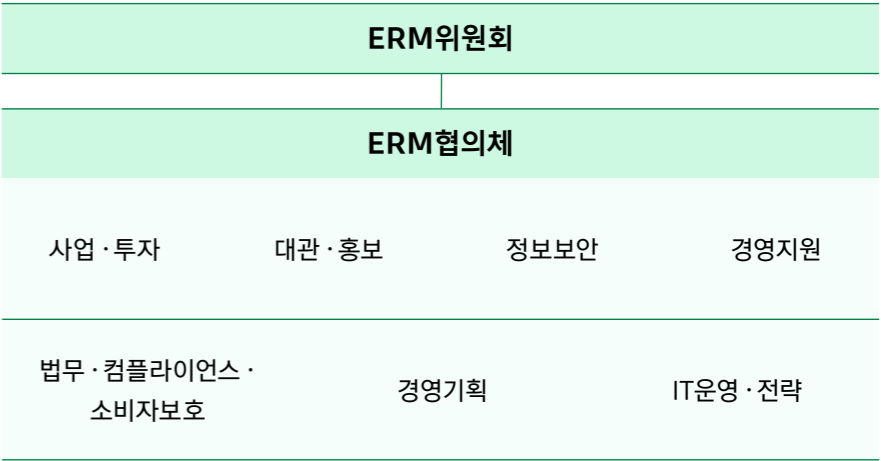 ERM위원회
ERM협의체
사업 · 투자
대관 · 홍보
정보보안
경영지원
법무 · 컴플라이언스 ·
소비자보호
경영기획
IT운영 · 전략